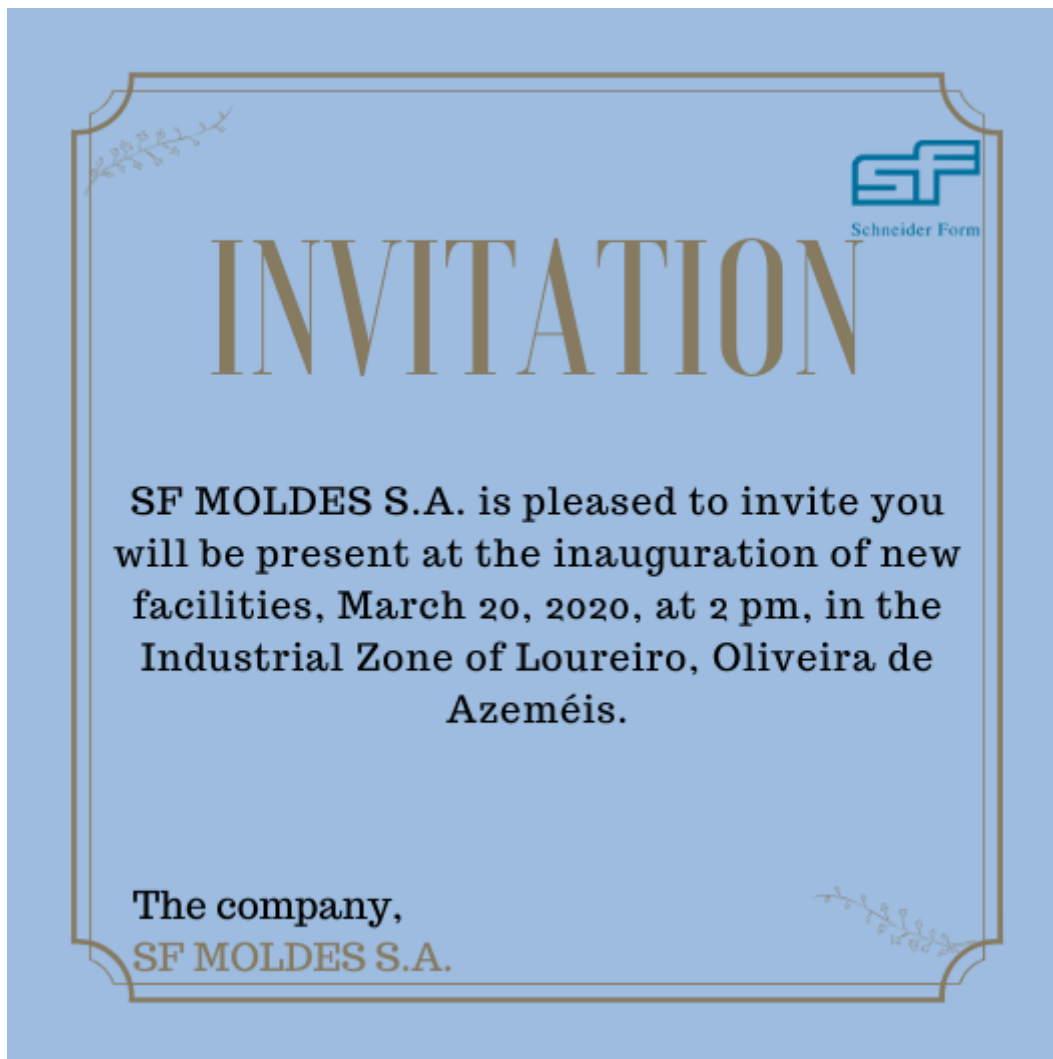 SF
Schneider Form
INVITATION
SF MOLDES S.A. is pleased to invite you
will be present at the inauguration of new
facilities, March 20, 2020, at 2 pm, in the
Industrial Zone of Loureiro, Oliveira de
Azeméis.
The company,
SF MOLDES S.A.